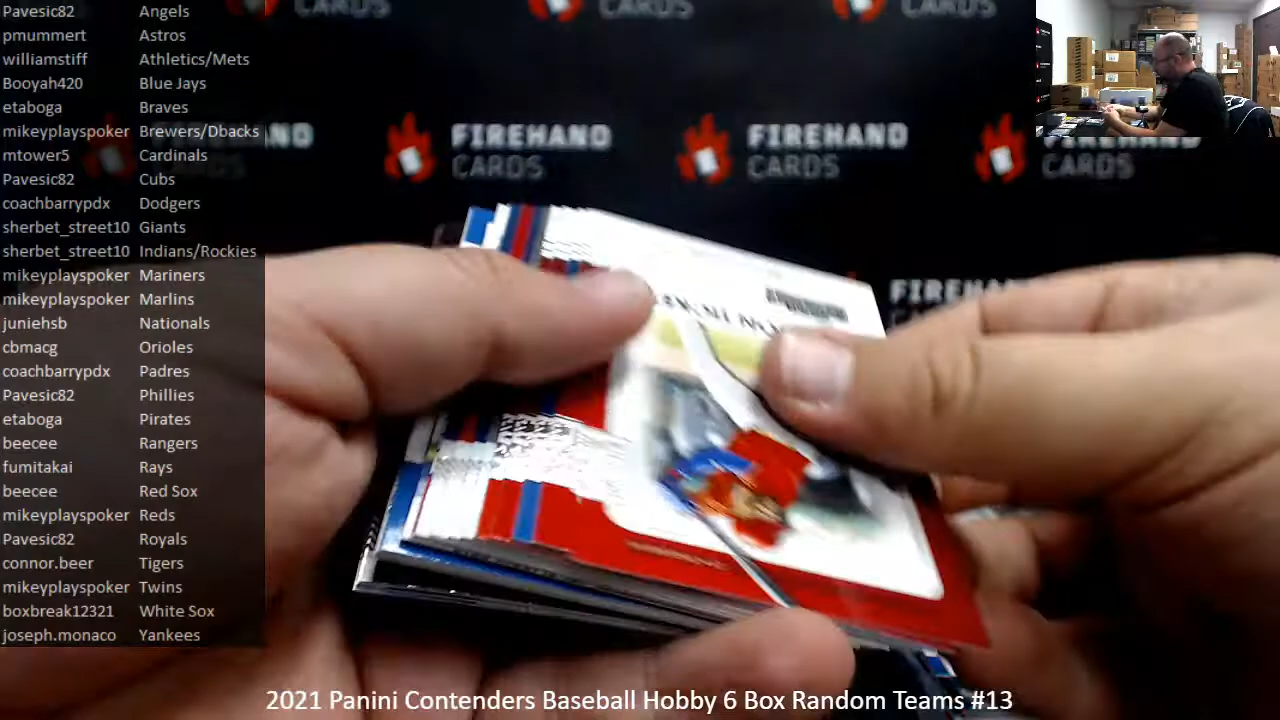 Pavesic82 Angels
pmummert Astros
williamstiff Athletics/Mets
Booyah420 Blue Jays
etaboga Braves
mikeyplayspoker Brewers/Dbacks
mtower5 Cardinals
Pavesic82 Cubs
coachbarrypdx Dodgers
sherbet_street10 Giants
sherbet_street10 Indians/Rockies
mikeyplayspoker Mariners
mikeyplayspoker Marlins
juniehsb Nationals
cbmacg Orioles
coachbarrypdx Padres
Pavesic82 Phillies
etaboga Pirates
beecee Rangers
fumitakai Rays
beecee Red Sox
mikeyplayspoker Reds
Pavesic82 Royals
connor.beer Tigers
mikeyplayspoker Twins
boxbreak12321 White Sox
joseph.monaco Yankees
CARDS CARDS CARDS
FIREHAND FIREHAND
CARDS CARDS CARDS CARDS
2021 Panini Contenders Baseball Hobby 6 Box Random Teams #13